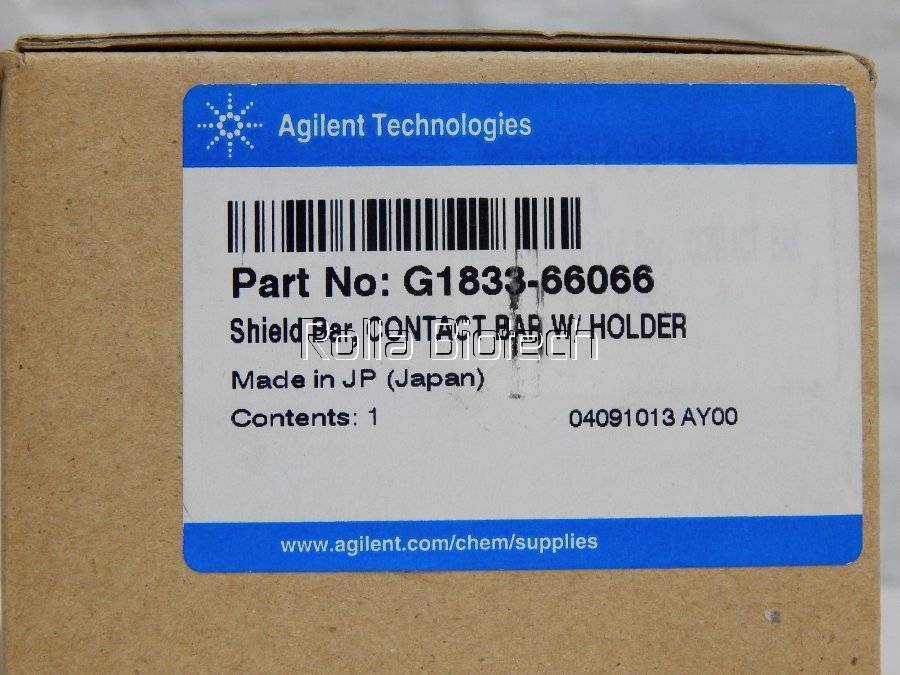 Agilent Technologies
Part No: G1833-66066
Shield Bar, CONTACT BAR W/ HOLDER
Rolla Biotech
Made in JP (Japan)
Contents: 1 04091013 AY00
www.agilent.com/chem/supplies